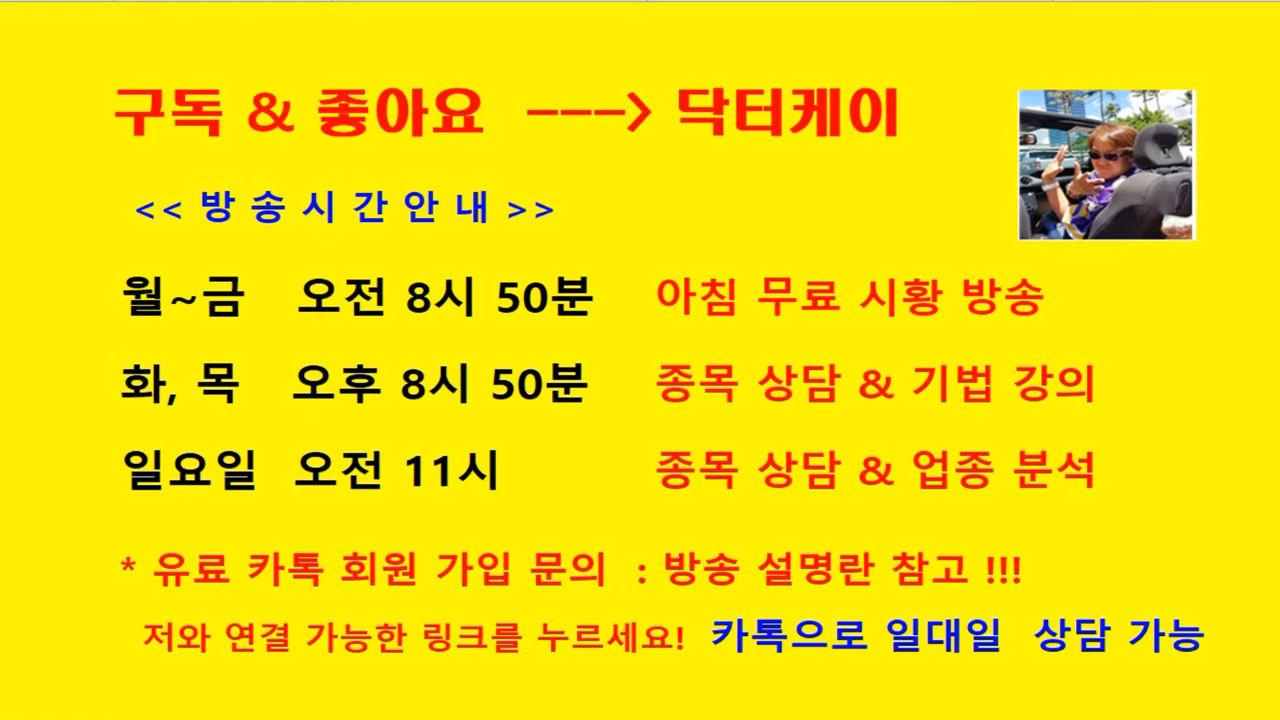 구독 & 좋아요 ---> 닥터케이
<< 방 송 시 간 안 내 >>
월~금 오전 8시 50분 아침 무료 시황 방송
화, 목 오후 8시 50분 종목 상담 & 기법 강의
일요일 오전 11시 종목 상담 & 업종 분석
* 유료 카톡 회원 가입 문의 : 방송 설명란 참고 !!!
저와 연결 가능한 링크를 누르세요! 카톡으로 일대일 상담 가능